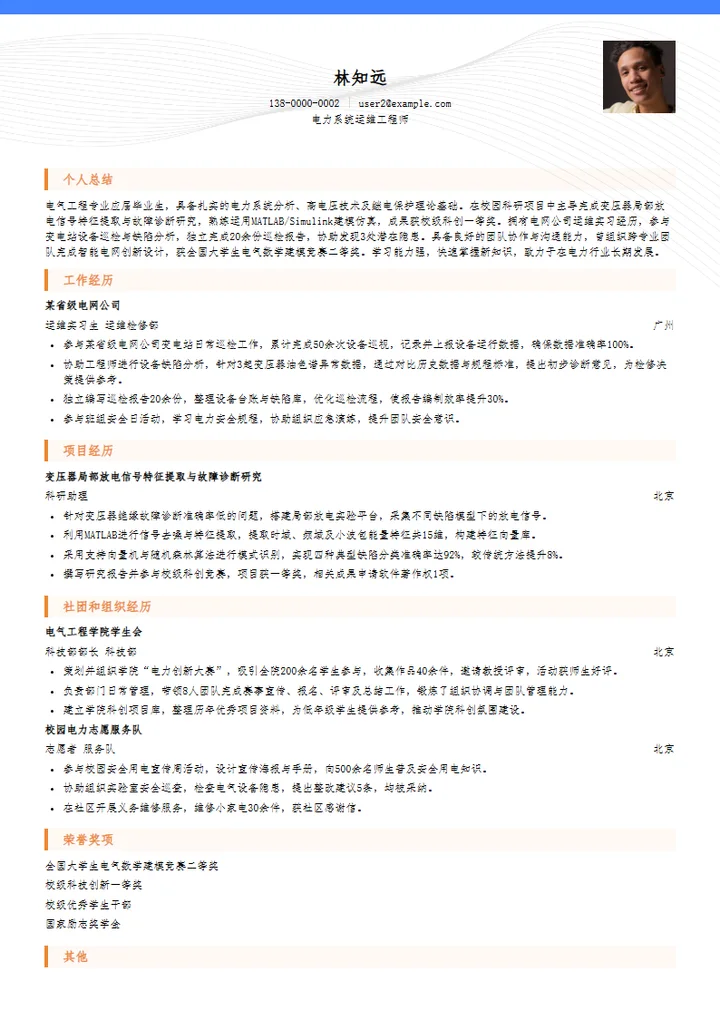 林知远
138-0000-0002 | user2@example.com
电力系统运维工程师
个人总结
电气工程专业应届毕业生，具备扎实的电力系统分析、高电压技术及继电保护理论基础。在校园科研项目中主导完成变压器局部放
电信号特征提取与故障诊断研究，熟练运用MATLAB/Simulink建模仿真，成果获校级科创一等奖。拥有电网公司运维实习经历，参与
变电站设备巡检与缺陷分析，独立完成20余份巡检报告，协助发现3处潜在隐患。具备良好的团队协作与沟通能力，曾组织跨专业团
队完成智能电网创新设计，获全国大学生电气数学建模竞赛二等奖。学习能力强，快速掌握新知识，致力于在电力行业长期发展。
工作经历
某省级电网公司
运维实习生 运维检修部 广州
• 参与某省级电网公司变电站日常巡检工作，累计完成50余次设备巡视，记录并上报设备运行数据，确保数据准确率100%。
• 协助工程师进行设备缺陷分析，针对3起变压器油色谱异常数据，通过对比历史数据与规程标准，提出初步诊断意见，为检修决
策提供参考。
• 独立编写巡检报告20余份，整理设备台账与缺陷库，优化巡检流程，使报告编制效率提升30%。
• 参与班组安全日活动，学习电力安全规程，协助组织应急演练，提升团队安全意识。
项目经历
变压器局部放电信号特征提取与故障诊断研究
科研助理 北京
• 针对变压器绝缘故障诊断准确率低的问题，搭建局部放电实验平台，采集不同缺陷模型下的放电信号。
• 利用MATLAB进行信号去噪与特征提取，提取时域、频域及小波包能量特征共15维，构建特征向量库。
• 采用支持向量机与随机森林算法进行模式识别，实现四种典型缺陷分类准确率达92%，较传统方法提升8%。
• 撰写研究报告并参与校级科创竞赛，项目获一等奖，相关成果申请软件著作权1项。
社团和组织经历
电气工程学院学生会
科技部部长 科技部 北京
• 策划并组织学院“电力创新大赛”，吸引全院200余名学生参与，收集作品40余件，邀请教授评审，活动获师生好评。
• 负责部门日常管理，带领8人团队完成赛事宣传、报名、评审及总结工作，锻炼了组织协调与团队管理能力。
• 建立学院科创项目库，整理历年优秀项目资料，为低年级学生提供参考，推动学院科创氛围建设。
校园电力志愿服务队
志愿者 服务队 北京
• 参与校园安全用电宣传周活动，设计宣传海报与手册，向500余名师生普及安全用电知识。
• 协助组织实验室安全巡查，检查电气设备隐患，提出整改建议5条，均被采纳。
• 在社区开展义务维修服务，维修小家电30余件，获社区感谢信。
荣誉奖项
全国大学生电气数学建模竞赛二等奖
校级科技创新一等奖
校级优秀学生干部
国家励志奖学金
其他